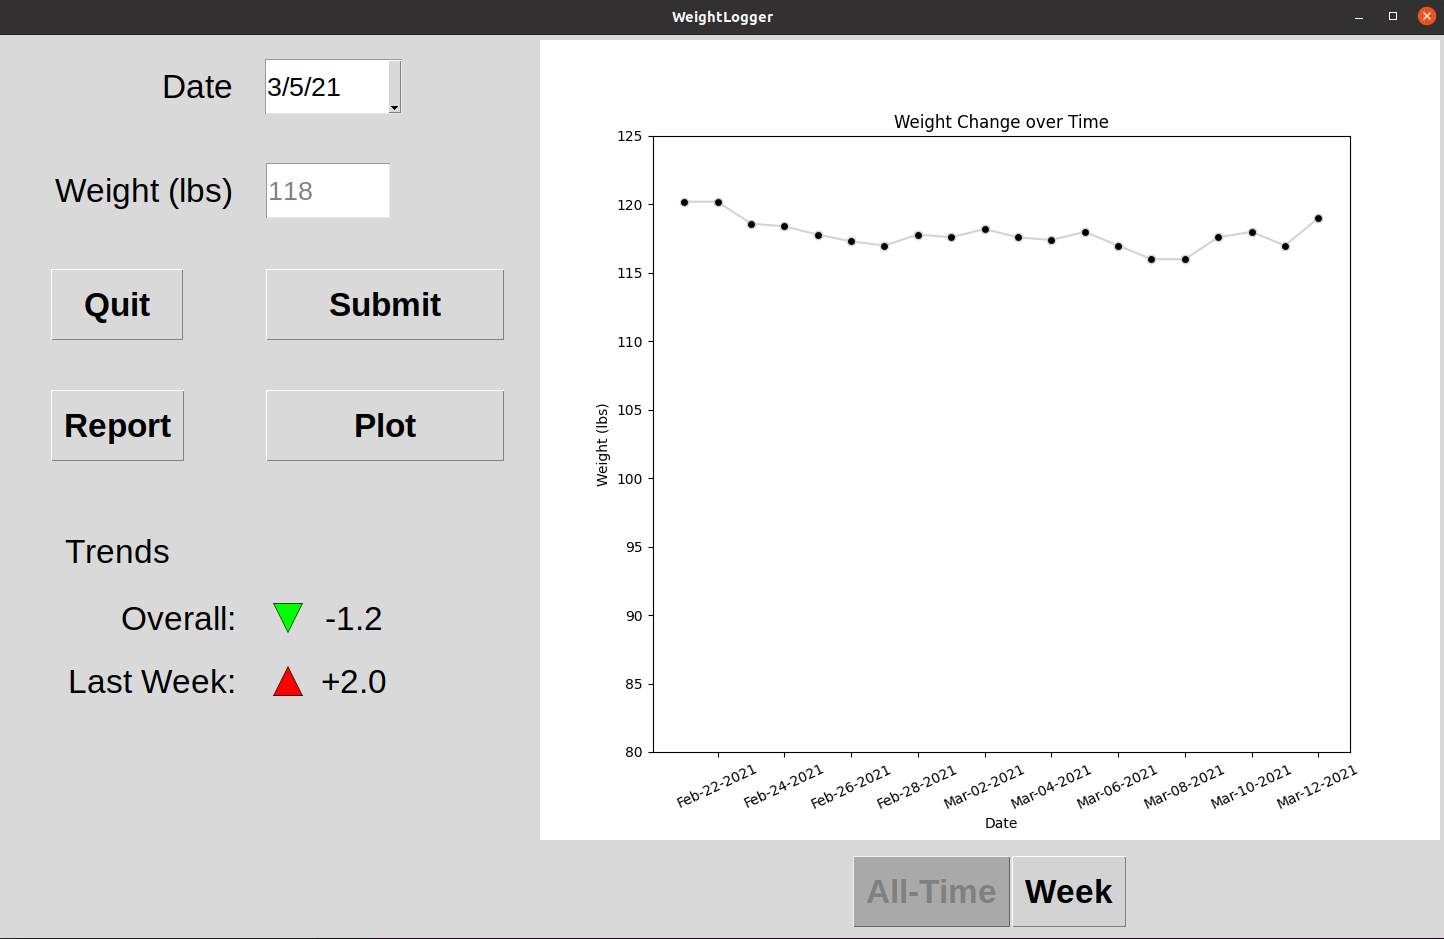 WeightLogger
Date 3/5/21
Weight (lbs) 118
Quit Submit
Report Plot
Trends
Overall: -1.2
Last Week: +2.0
Weight Change over Time
125
120
115
110
105
100
95
90
85
80
Weight (lbs)
Feb-22-2021 Feb-24-2021 Feb-26-2021 Feb-28-2021 Mar-02-2021 Mar-04-2021 Mar-06-2021 Mar-08-2021 Mar-10-2021 Mar-12-2021
Date
All-Time Week